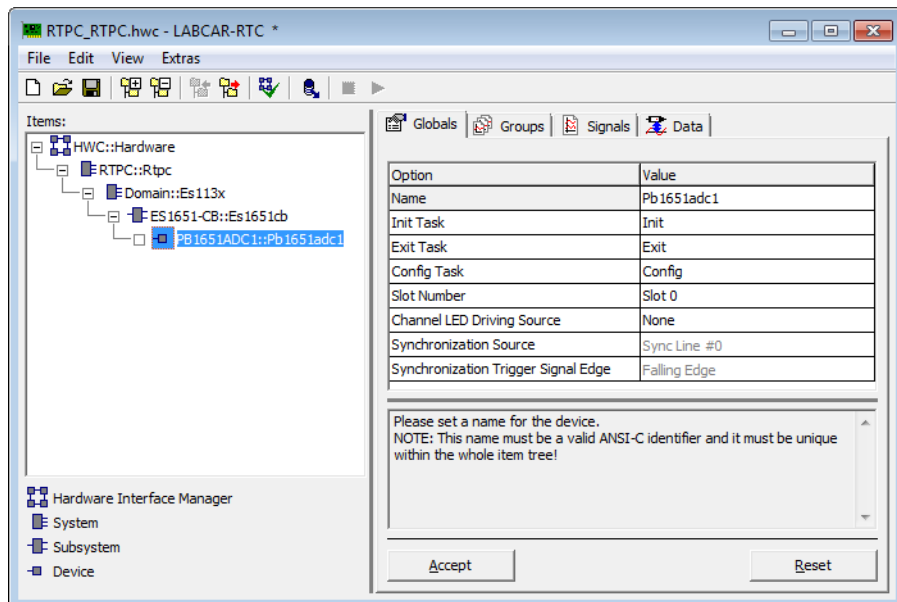 RTPC_RTPC.hwc - LABCAR-RTC *
File Edit View Extras
Items:
HWC::Hardware
RTPC::Rtpc
Domain::Es113x
ES1651-CB::Es1651cb
PB1651ADC1::Pb1651adc1
Hardware Interface Manager
System
Subsystem
Device
Globals Groups Signals Data
Option Value
Name Pb1651adc1
Init Task Init
Exit Task Exit
Config Task Config
Slot Number Slot 0
Channel LED Driving Source None
Synchronization Source Sync Line #0
Synchronization Trigger Signal Edge Falling Edge
Please set a name for the device.
NOTE: This name must be a valid ANSI-C identifier and it must be unique
within the whole item tree!
Accept Reset